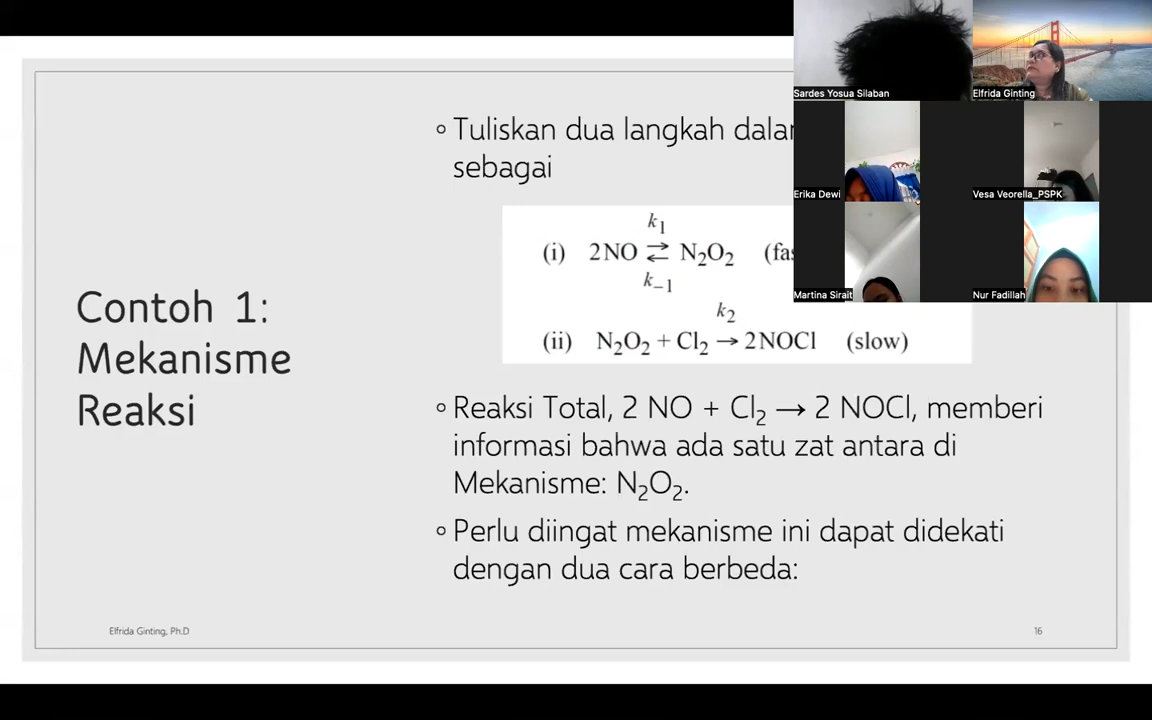 Contoh 1:
Mekanisme
Reaksi
◦ Tuliskan dua langkah
sebagai
k₁
(i) 2NO ⇄ N₂O₂
k₋₁
k₂
(ii) N₂O₂ + Cl₂ → 2NOCl (slow)
◦ Reaksi Total, 2 NO + Cl₂ → 2 NOCl, memberi
informasi bahwa ada satu zat antara di
Mekanisme: N₂O₂.
◦ Perlu diingat mekanisme ini dapat didekati
dengan dua cara berbeda:
Elfrida Ginting, Ph.D
16
Sardes Yosua Silaban
Elfrida Ginting
Erika Dewi
Vesa Veorella_PSPK
Martina Sirait
Nur Fadillah